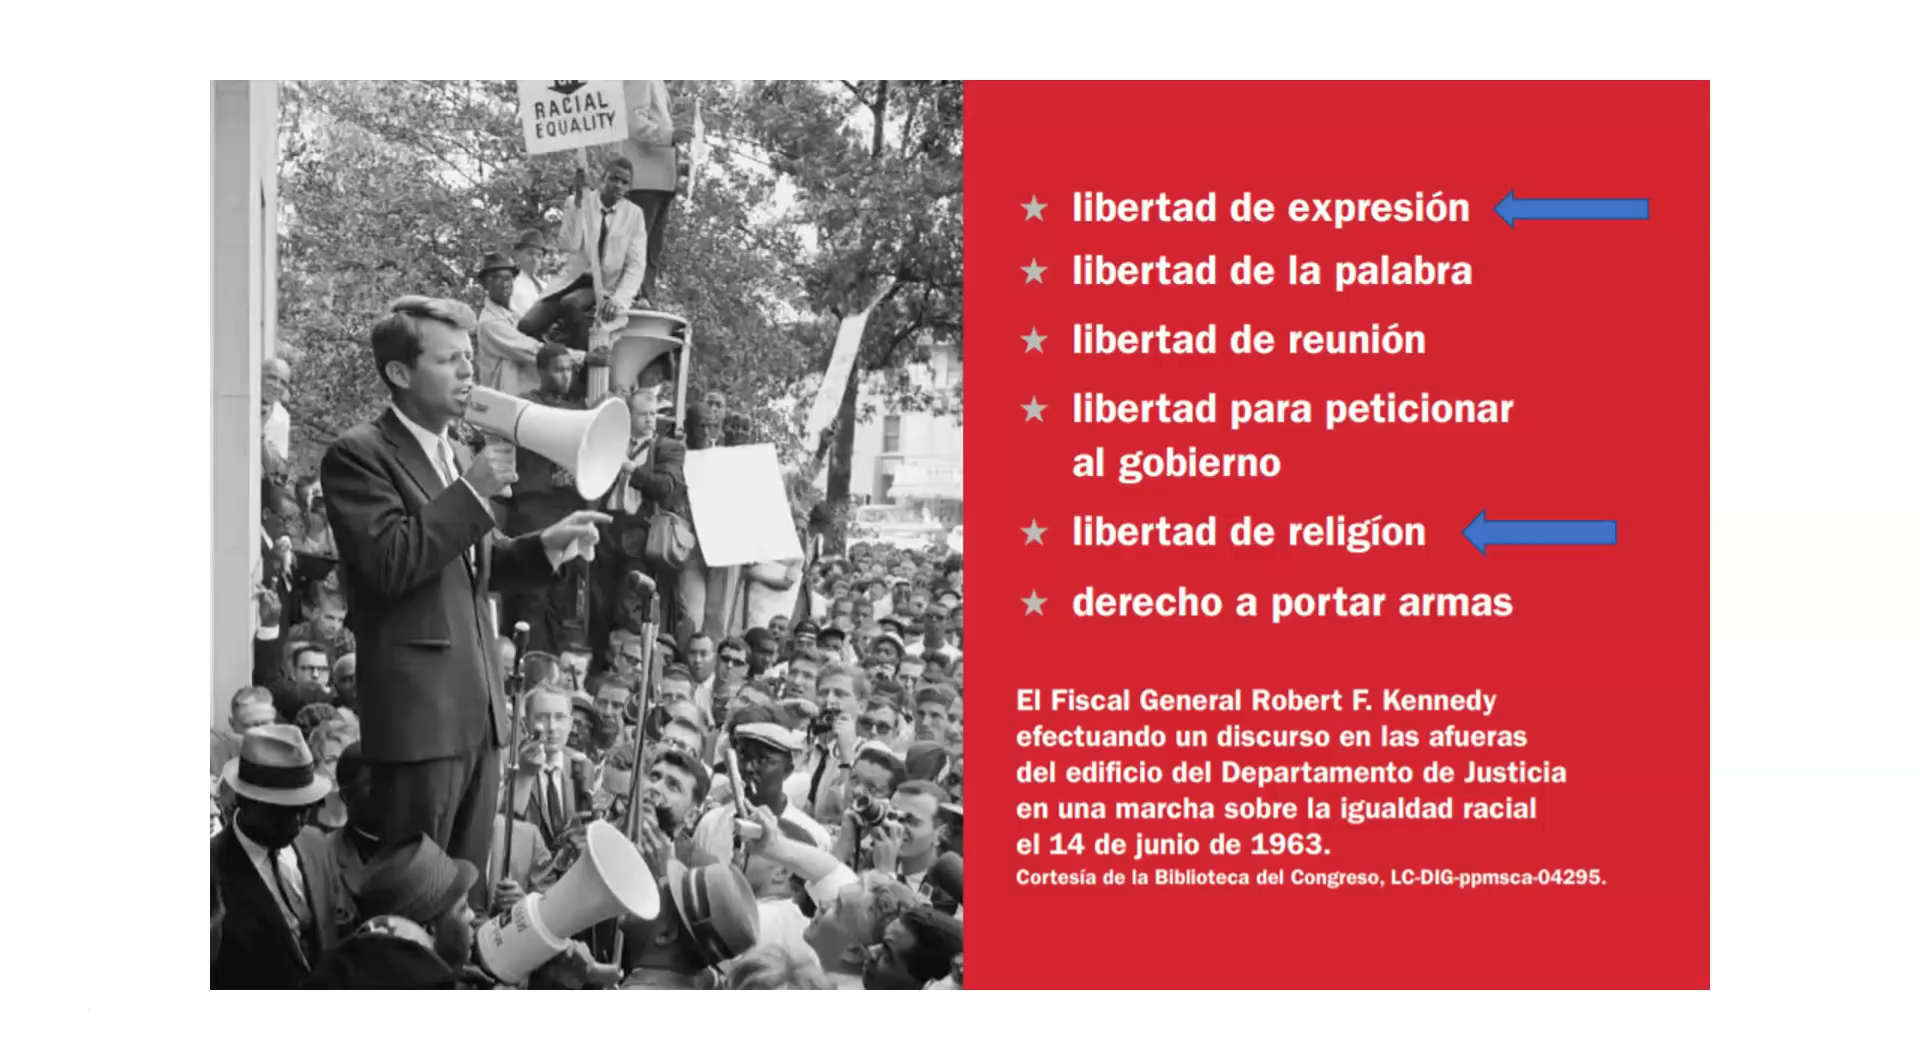 RACIAL
EQUALITY
libertad de expresión
libertad de la palabra
libertad de reunión
libertad para peticionar
al gobierno
libertad de religíon
derecho a portar armas
El Fiscal General Robert F. Kennedy
efectuando un discurso en las afueras
del edificio del Departamento de Justicia
en una marcha sobre la igualdad racial
el 14 de junio de 1963.
Cortesía de la Biblioteca del Congreso, LC-DIG-ppmsca-04295.